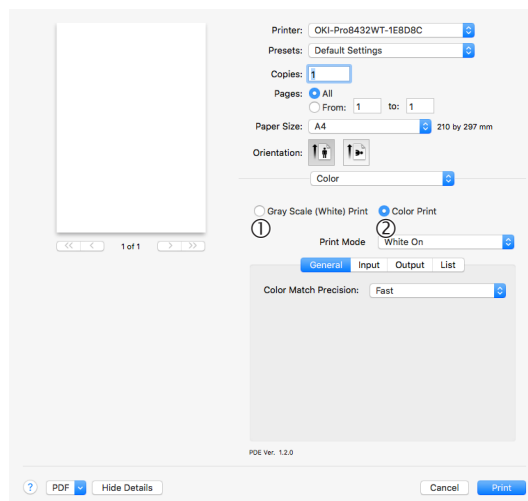 Printer: OKI-Pro8432WT-1E8D8C
Presets: Default Settings
Copies: 1
Pages: All
From: 1 to: 1
Paper Size: A4 210 by 297 mm
Orientation:
Color
Gray Scale (White) Print Color Print
① ②
Print Mode White On
<< < 1 of 1 > >>
General Input Output List
Color Match Precision: Fast
PDE Ver. 1.2.0
? PDF Hide Details Cancel Print